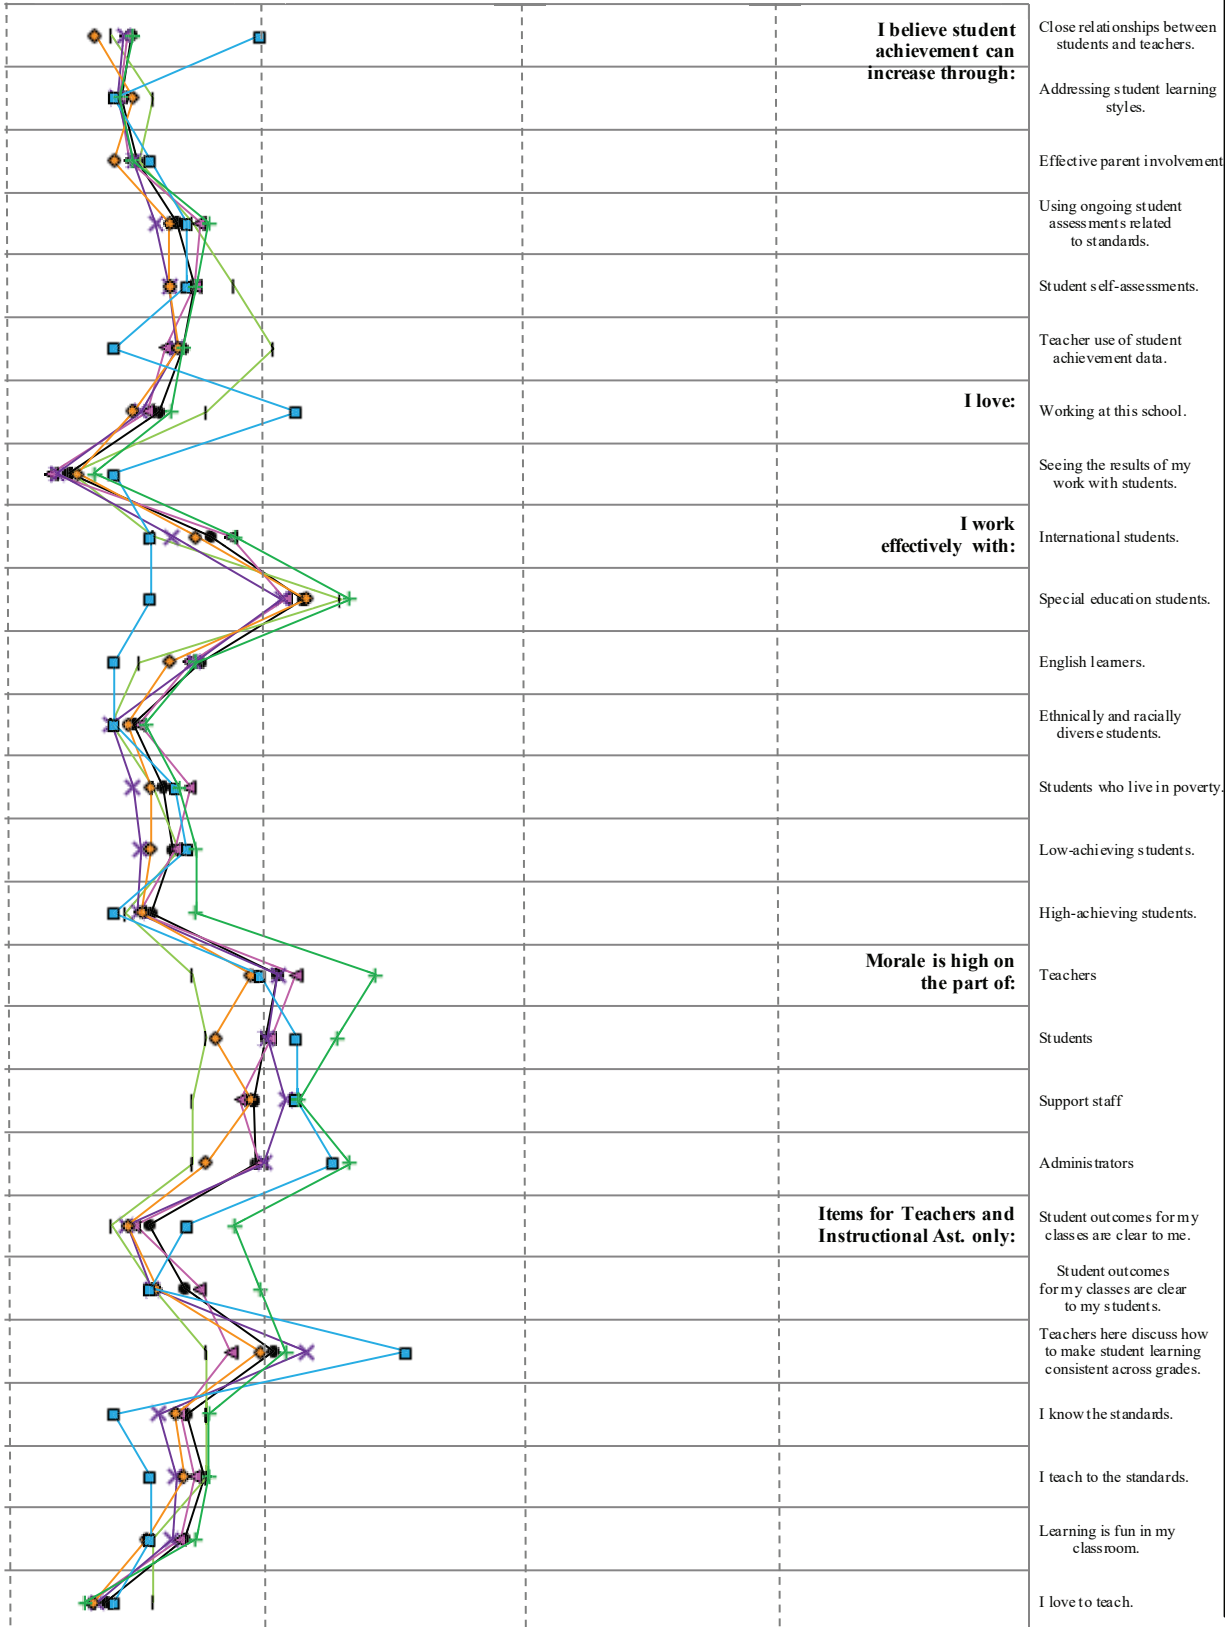 I believe student
achievement can
increase through:
Close relationships between
students and teachers.
Addressing student learning
styles.
Effective parent involvement
Using ongoing student
assessments related
to standards.
Student self-assessments.
Teacher use of student
achievement data.
I love:
Working at this school.
Seeing the results of my
work with students.
I work
effectively with:
International students.
Special education students.
English learners.
Ethnically and racially
diverse students.
Students who live in poverty.
Low-achieving students.
High-achieving students.
Morale is high on
the part of:
Teachers
Students
Support staff
Administrators
Items for Teachers and
Instructional Ast. only:
Student outcomes for my
classes are clear to me.
Student outcomes
for my classes are clear
to my students.
Teachers here discuss how
to make student learning
consistent across grades.
I know the standards.
I teach to the standards.
Learning is fun in my
classroom.
I love to teach.